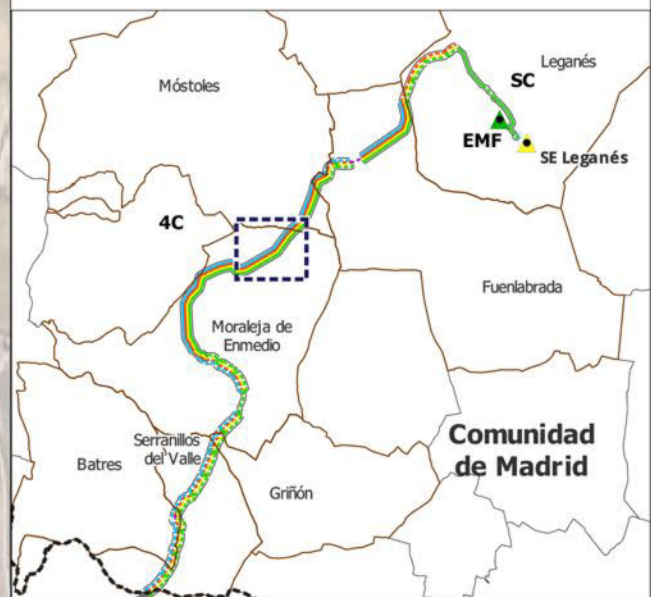 Leganés
Móstoles
SC
EMF
SE Leganés
4C
Fuenlabrada
Moraleja de
Enmedio
Comunidad
de Madrid
Serranillos
del Valle
Batres
Griñón